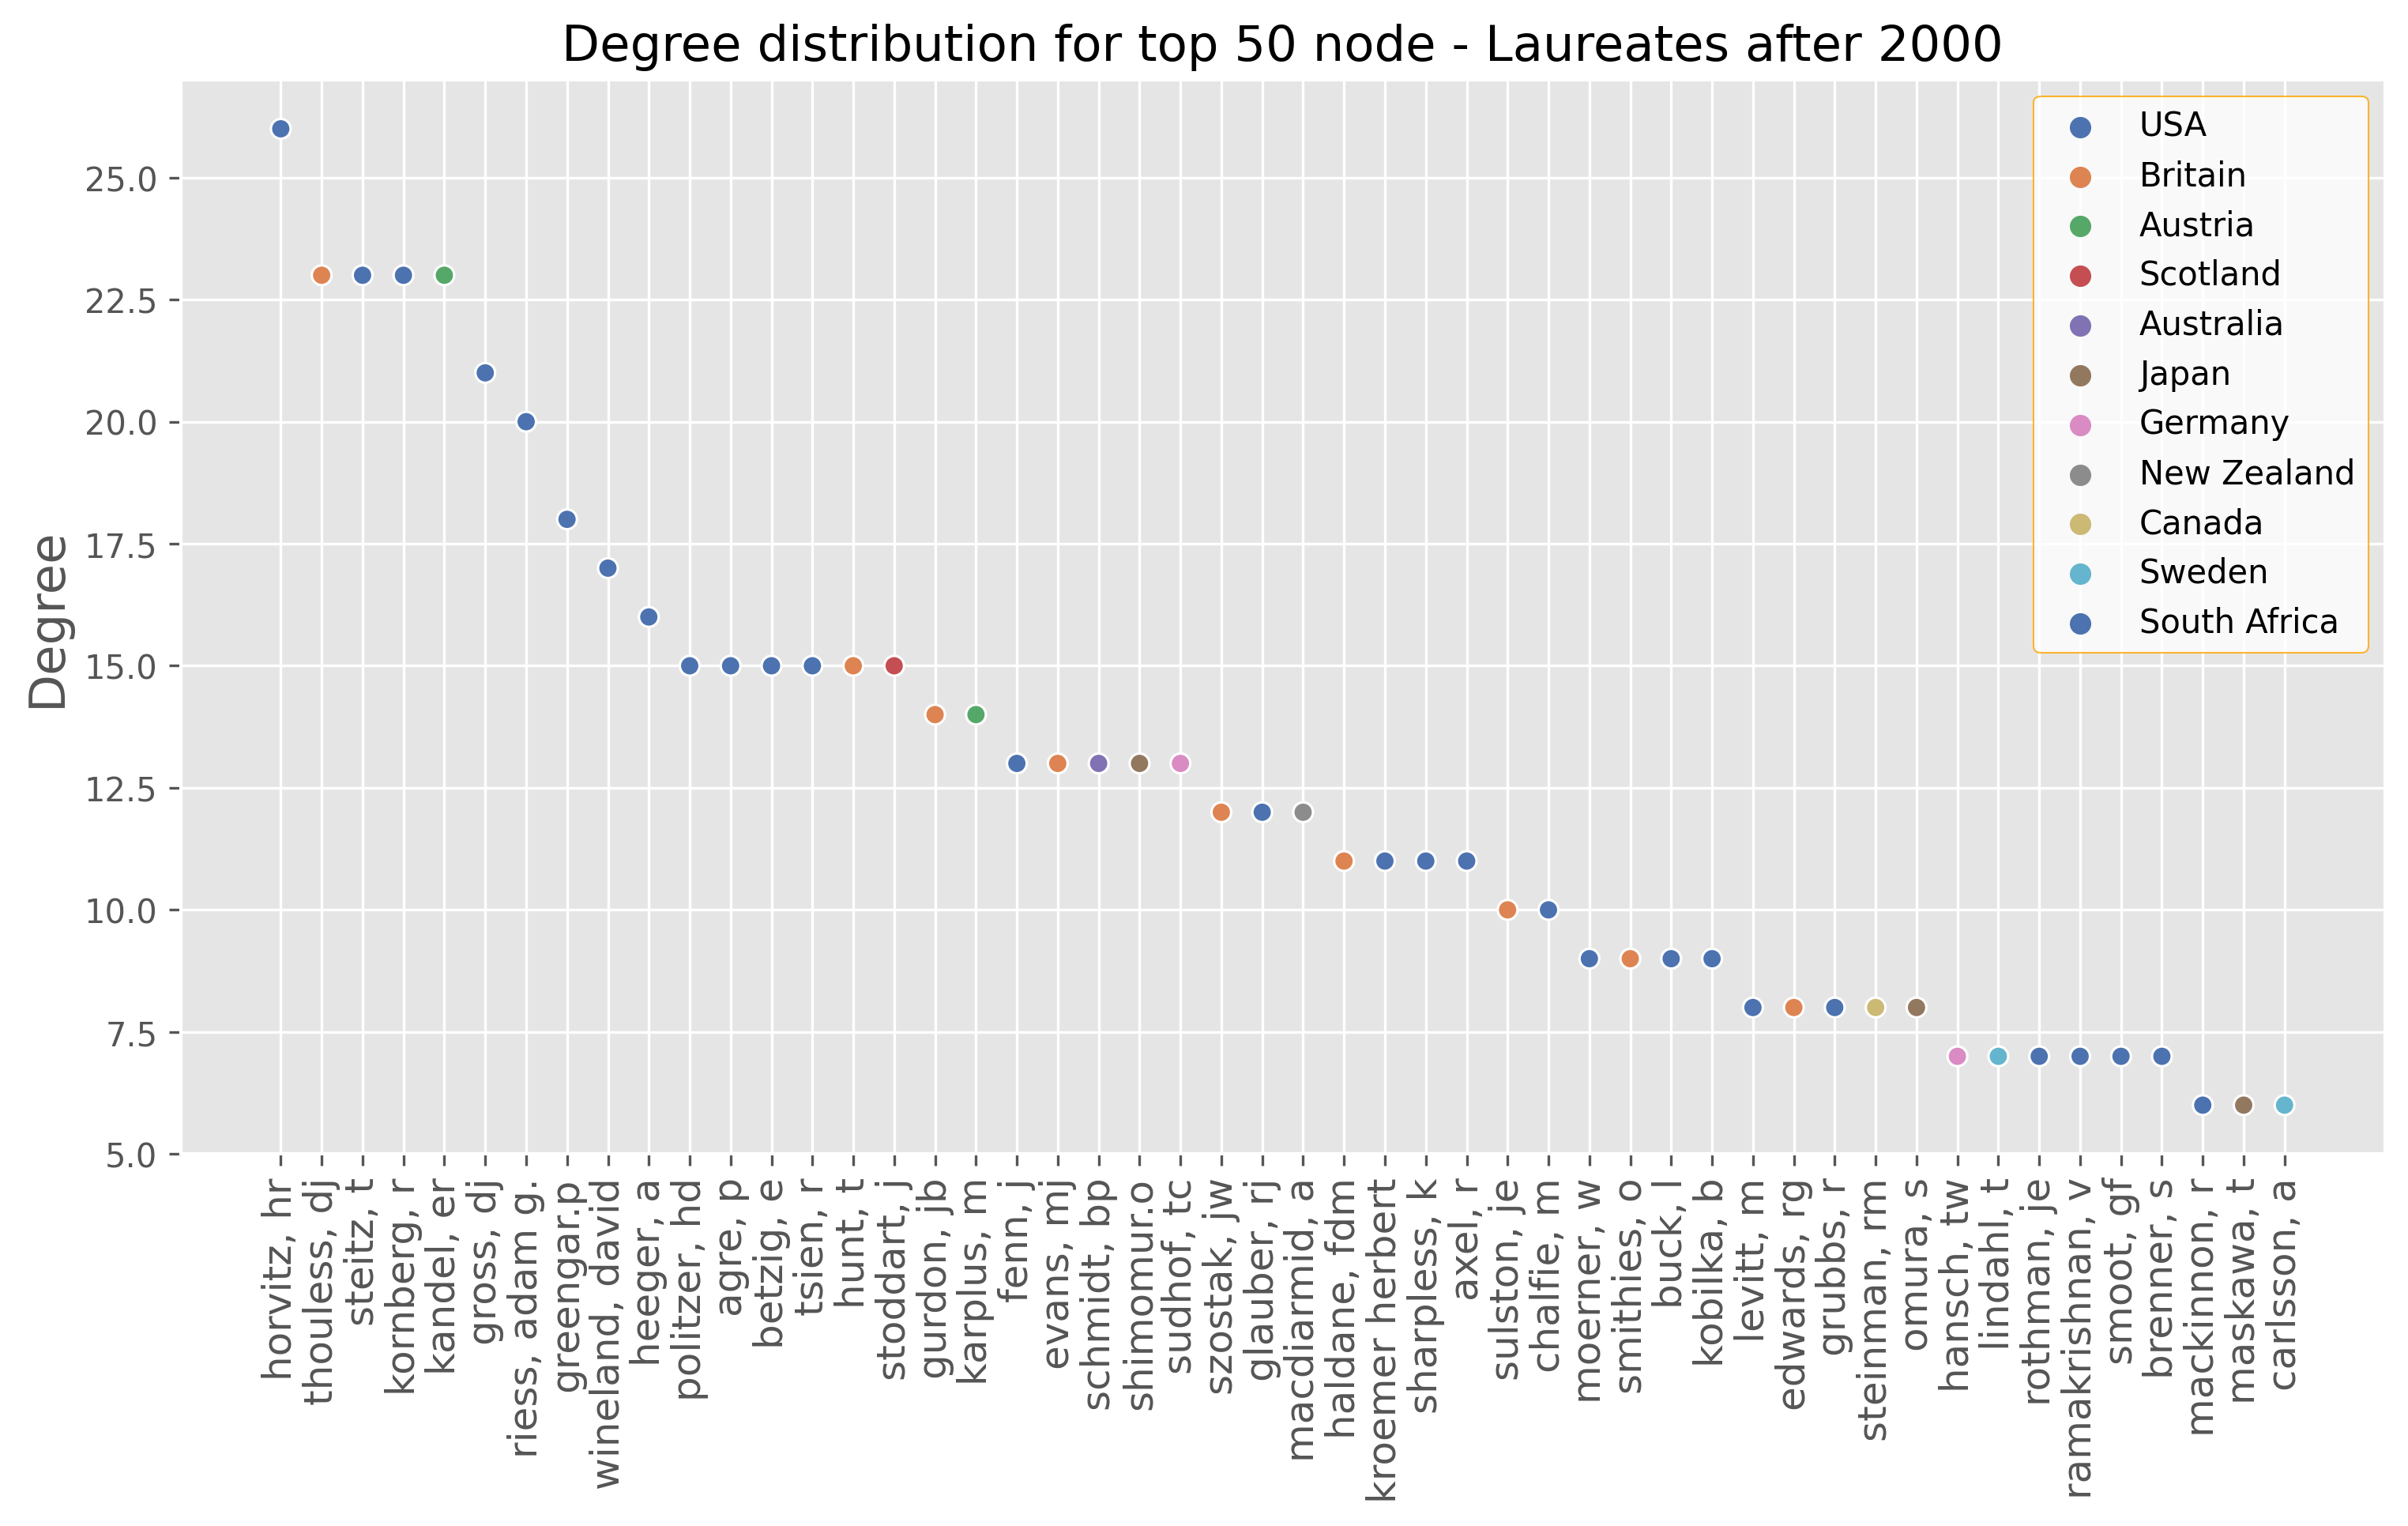 Degree distribution for top 50 node - Laureates after 2000
USA
Britain
Austria
Scotland
Australia
Japan
Germany
New Zealand
Canada
Sweden
South Africa
Degree
25.0
22.5
20.0
17.5
15.0
12.5
10.0
7.5
5.0
horvitz, hr
thouless, dj
steitz, t
kornberg, r
kandel, er
gross, dj
riess, adam g.
greengar.p
wineland, david
heeger, a
politzer, hd
agre, p
betzig, e
tsien, r
hunt, t
stoddart, j
gurdon, jb
karplus, m
fenn, j
evans, mj
schmidt, bp
shimomur.o
sudhof, tc
szostak, jw
glauber, rj
macdiarmid, a
haldane, fdm
kroemer herbert
sharpless, k
axel, r
sulston, je
chalfie, m
moerner, w
smithies, o
buck, l
kobilka, b
levitt, m
edwards, rg
grubbs, r
steinman, rm
omura, s
hansch, tw
lindahl, t
rothman, je
ramakrishnan, v
smoot, gf
brenner, s
mackinnon, r
maskawa, t
carlsson, a